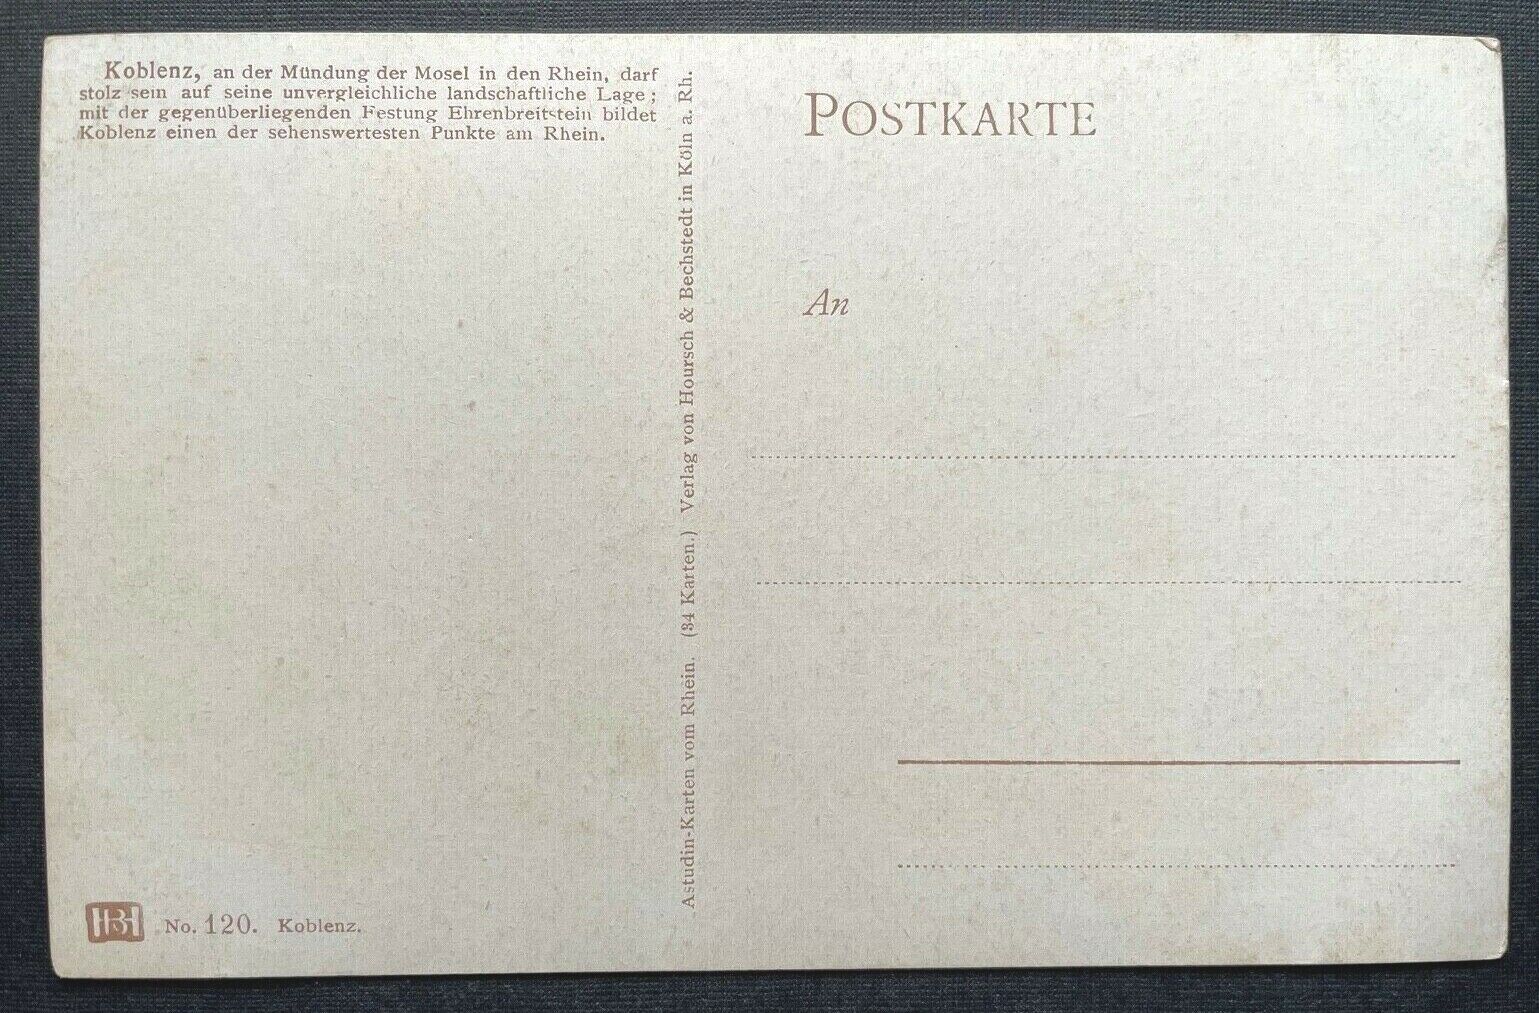 Koblenz, an der Mündung der Mosel in den Rhein, darf
stolz sein auf seine unvergleichliche landschaftliche Lage;
mit der gegenüberliegenden Festung Ehrenbreitstein bildet
Koblenz einen der sehenswertesten Punkte am Rhein.
Astudin-Karten vom Rhein. (34 Karten.) Verlag von Hoursch & Bechstedt in Köln a. Rh.
POSTKARTE
An
HB No. 120. Koblenz.